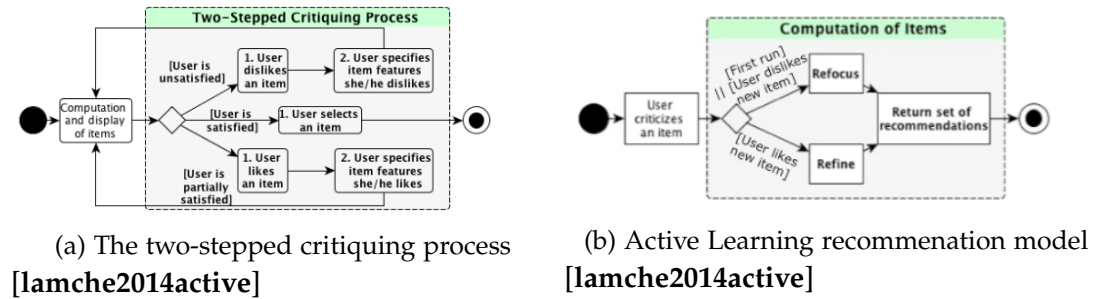 Two-Stepped Critiquing Process
[User is
unsatisfied]
1. User
dislikes
an item
2. User specifies
item features
she/he dislikes
Computation
and display
of items
[User is
satisfied]
1. User selects
an item
[User is
partially
satisfied]
1. User
likes
an item
2. User specifies
item features
she/he likes
(a) The two-stepped critiquing process
[lamche2014active]
Computation of Items
User
criticizes
an item
[First run]
|| [User dislikes
new item]
Refocus
[User likes
new item]
Refine
Return set of
recommendations
(b) Active Learning recommenation model
[lamche2014active]